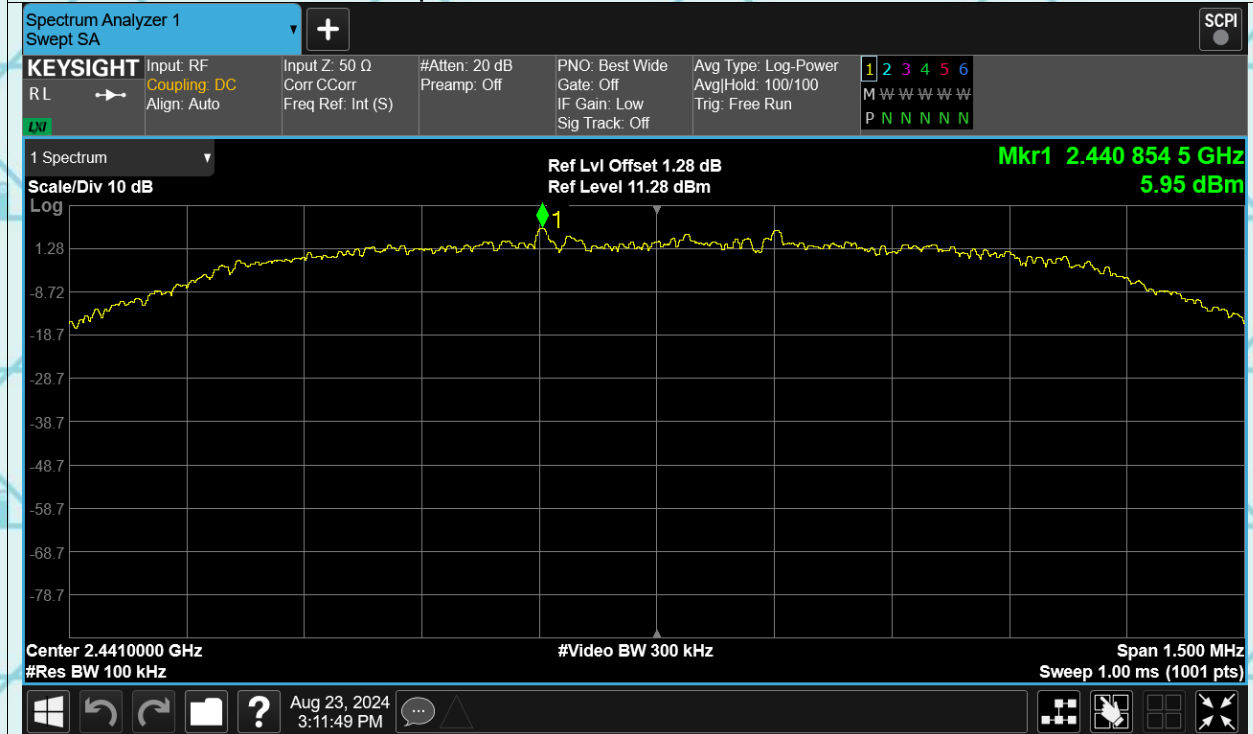 Spectrum Analyzer 1
Swept SA
SCPI
KEYSIGHT
RL
LXI
Input: RF
Coupling: DC
Align: Auto
Input Z: 50 Ω
Corr CCorr
Freq Ref: Int (S)
#Atten: 20 dB
Preamp: Off
PNO: Best Wide
Gate: Off
IF Gain: Low
Sig Track: Off
Avg Type: Log-Power
Avg|Hold: 100/100
Trig: Free Run
1 2 3 4 5 6
M W W W W W
P N N N N N
1 Spectrum
Scale/Div 10 dB
Log
Ref Lvl Offset 1.28 dB
Ref Level 11.28 dBm
Mkr1 2.440 854 5 GHz
5.95 dBm
1
1.28
-8.72
-18.7
-28.7
-38.7
-48.7
-58.7
-68.7
-78.7
Center 2.4410000 GHz
#Res BW 100 kHz
#Video BW 300 kHz
Span 1.500 MHz
Sweep 1.00 ms (1001 pts)
?
Aug 23, 2024
3:11:49 PM